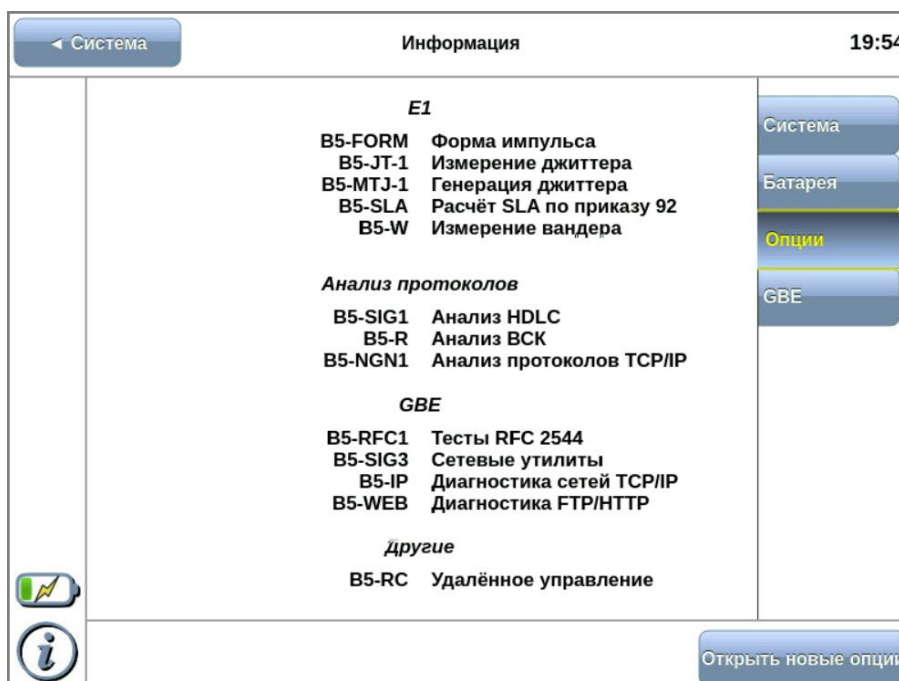 ◄ Система
Информация
19:54
E1
B5-FORM Форма импульса
B5-JT-1 Измерение джиттера
B5-MTJ-1 Генерация джиттера
B5-SLA Расчёт SLA по приказу 92
B5-W Измерение вандера
Анализ протоколов
B5-SIG1 Анализ HDLC
B5-R Анализ ВСК
B5-NGN1 Анализ протоколов TCP/IP
GBE
B5-RFC1 Тесты RFC 2544
B5-SIG3 Сетевые утилиты
B5-IP Диагностика сетей TCP/IP
B5-WEB Диагностика FTP/HTTP
Другие
B5-RC Удалённое управление
Система
Батарея
Опции
GBE
i
Открыть новые опции